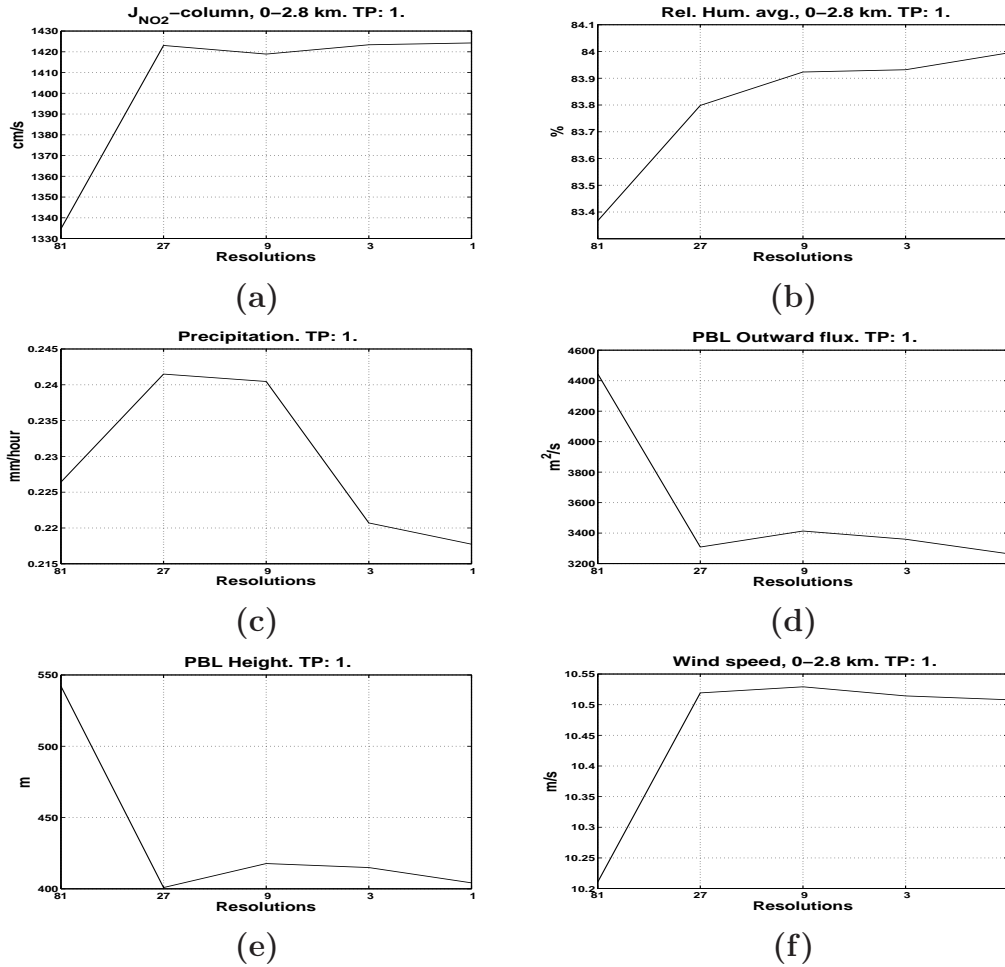 J_NO2-column, 0-2.8 km. TP: 1.
1430
1420
1410
1400
1390
1380
1370
1360
1350
1340
1330
cm/s
81 27 9 3 1
Resolutions
(a)
Rel. Hum. avg., 0-2.8 km. TP: 1.
84.1
84
83.9
83.8
83.7
83.6
83.5
83.4
%
81 27 9 3
Resolutions
(b)
Precipitation. TP: 1.
0.245
0.24
0.235
0.23
0.225
0.22
0.215
mm/hour
81 27 9 3 1
Resolutions
(c)
PBL Outward flux. TP: 1.
4600
4400
4200
4000
3800
3600
3400
3200
m²/s
81 27 9 3
Resolutions
(d)
PBL Height. TP: 1.
550
500
450
400
m
81 27 9 3 1
Resolutions
(e)
Wind speed, 0-2.8 km. TP: 1.
10.55
10.5
10.45
10.4
10.35
10.3
10.25
10.2
m/s
81 27 9 3
Resolutions
(f)